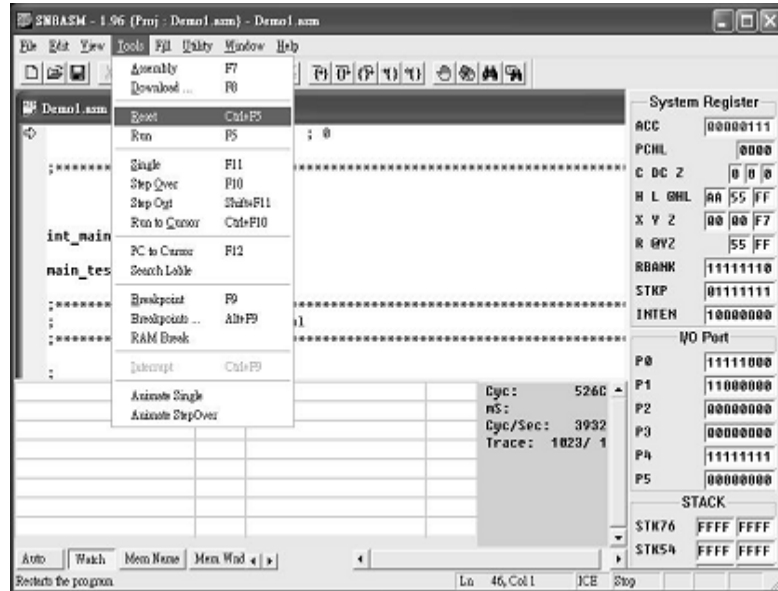 SN8ASM - 1.96 {Proj : Demo1.asm} - Demo1.asm
File Edit View Tools Fill Utility Window Help
Demo1.asm
Assembly F7
Download ... F8
Reset Ctrl+F5
Run F5
Single F11
Step Over F10
Step Out Shift+F11
Run to Cursor Ctrl+F10
PC to Cursor F12
Search Lable
Breakpoint F9
Breakpoints ... Alt+F9
RAM Break
Interrupt Ctrl+F9
Animate Single
Animate StepOver
; 0
int_main
main_tes
System Register
ACC 00000111
PCHL 0000
C DC Z 0 0 0
H L @HL AA 55 FF
X Y Z 00 00 F7
R @YZ 55 FF
RBANK 11111110
STKP 01111111
INTEN 10000000
I/O Port
P0 11111000
P1 11000000
P2 00000000
P3 00000000
P4 11111111
P5 00000000
STACK
STK76 FFFF FFFF
STK54 FFFF FFFF
Cyc: 526C
mS:
Cyc/Sec: 3932
Trace: 1023/ 1
Auto Watch Mem Name Mem Wnd
Restarts the program. Ln 46, Col 1 ICE Stop